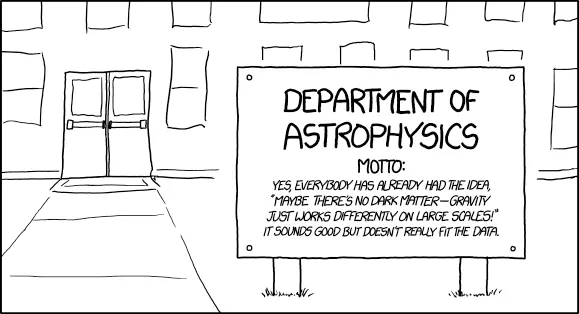 DEPARTMENT OF
ASTROPHYSICS
MOTTO:
YES, EVERYBODY HAS ALREADY HAD THE IDEA,
"MAYBE THERE'S NO DARK MATTER—GRAVITY
JUST WORKS DIFFERENTLY ON LARGE SCALES!"
IT SOUNDS GOOD BUT DOESN'T REALLY FIT THE DATA.